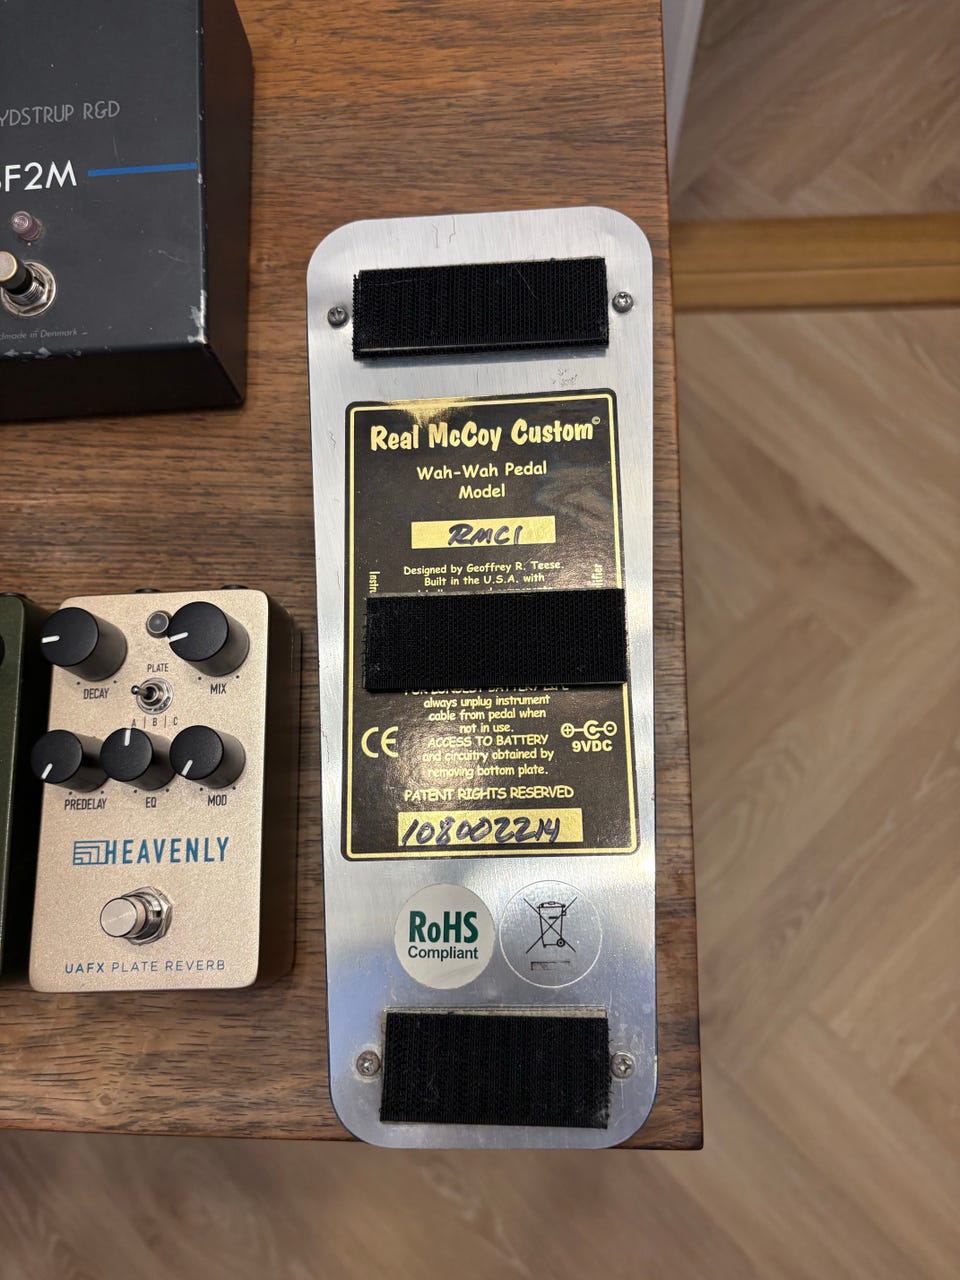 R&D
F2M
made in Denmark
Real McCoy Custom©
Wah-Wah Pedal
Model
RMC1
Designed by Geoffrey R. Teese.
Built in the U.S.A. with
always unplug instrument
cable from pedal when
not in use.
ACCESS TO BATTERY
and circuitry obtained by
removing bottom plate.
CE
9VDC
PATENT RIGHTS RESERVED
108002214
RoHS
Compliant
DECAY
PLATE
MIX
A | B | C
PREDELAY
EQ
MOD
HEAVENLY
UAFX PLATE REVERB